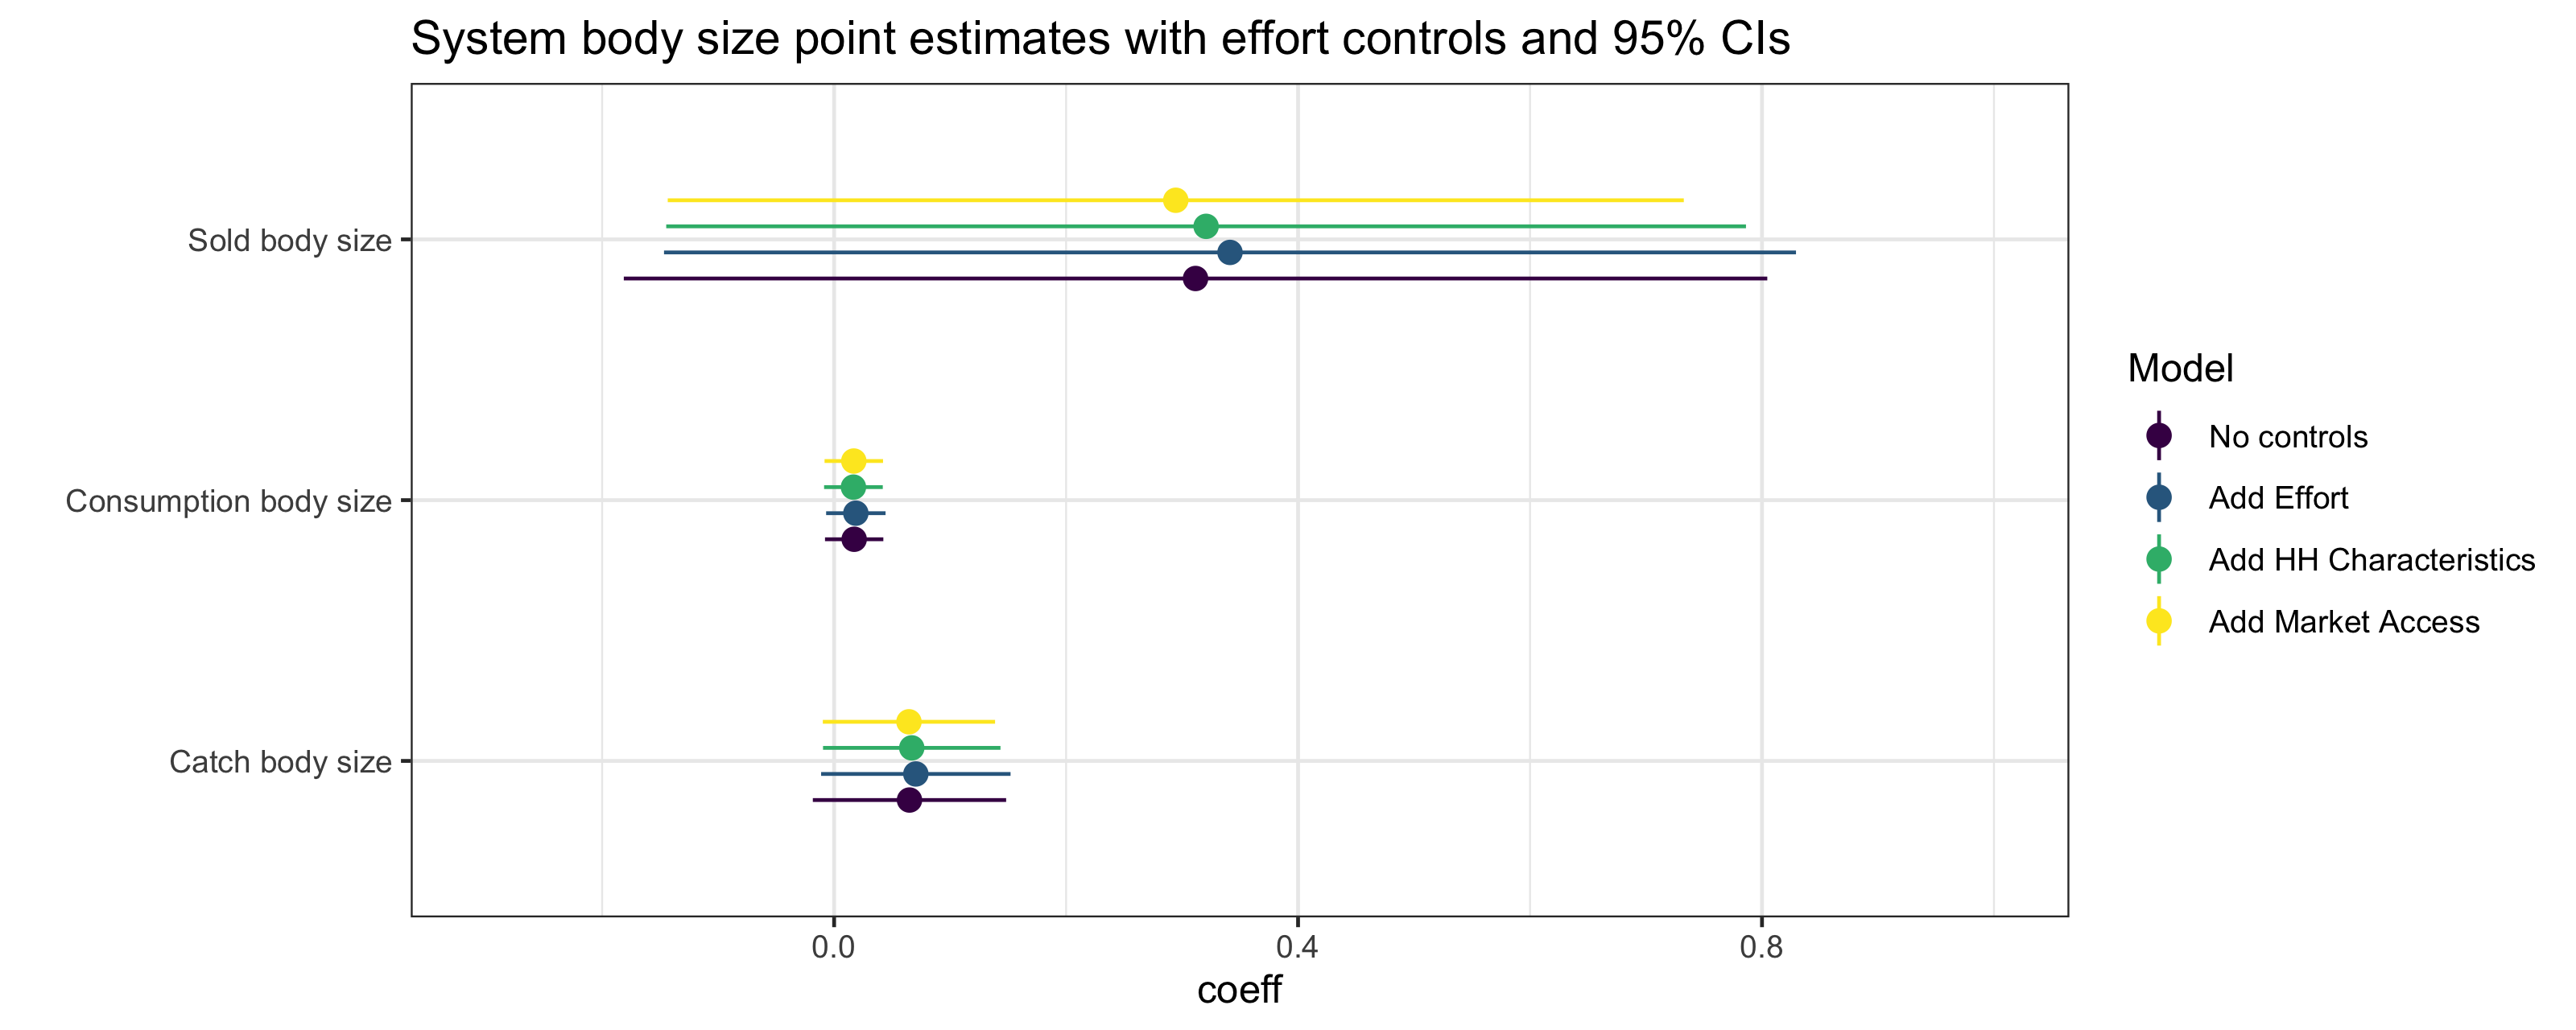 System body size point estimates with effort controls and 95% CIs
Sold body size
Consumption body size
Catch body size
0.0
0.4
0.8
coeff
Model
No controls
Add Effort
Add HH Characteristics
Add Market Access